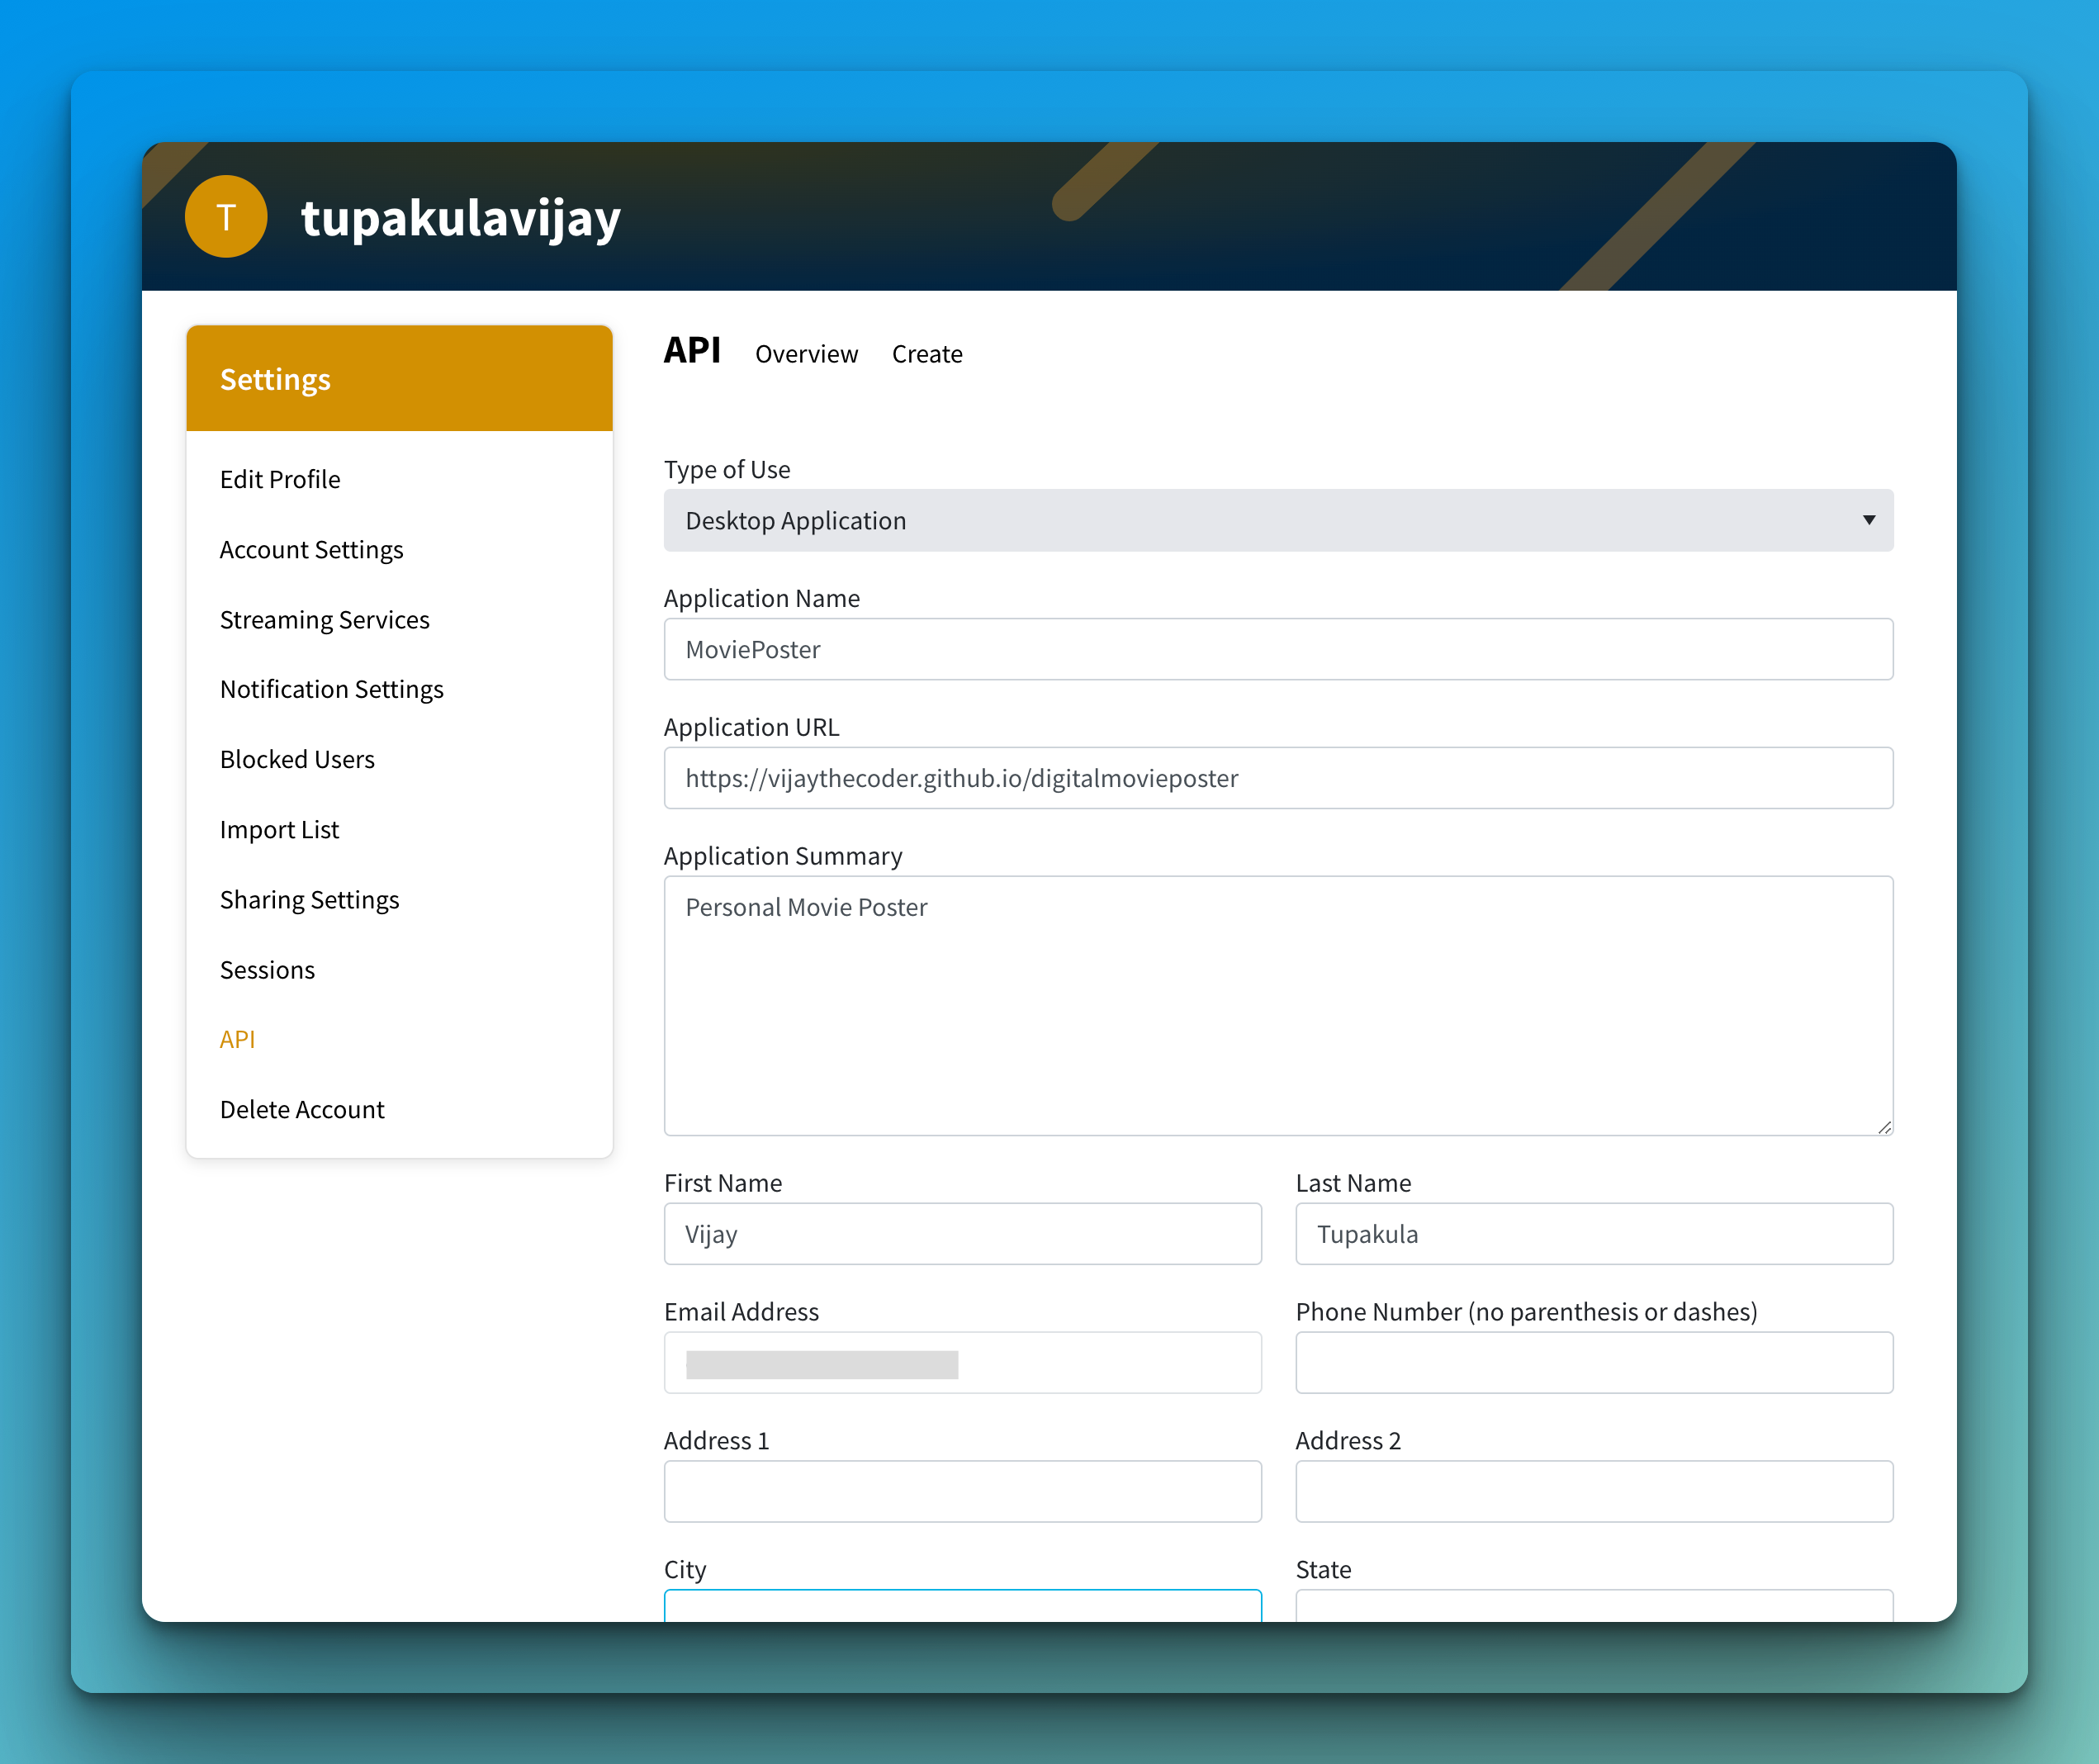 T
tupakulavijay
Settings
Edit Profile
Account Settings
Streaming Services
Notification Settings
Blocked Users
Import List
Sharing Settings
Sessions
API
Delete Account
API Overview Create
Type of Use
Desktop Application
Application Name
MoviePoster
Application URL
https://vijaythecoder.github.io/digitalmovieposter
Application Summary
Personal Movie Poster
First Name Last Name
Vijay Tupakula
Email Address Phone Number (no parenthesis or dashes)
Address 1 Address 2
City State